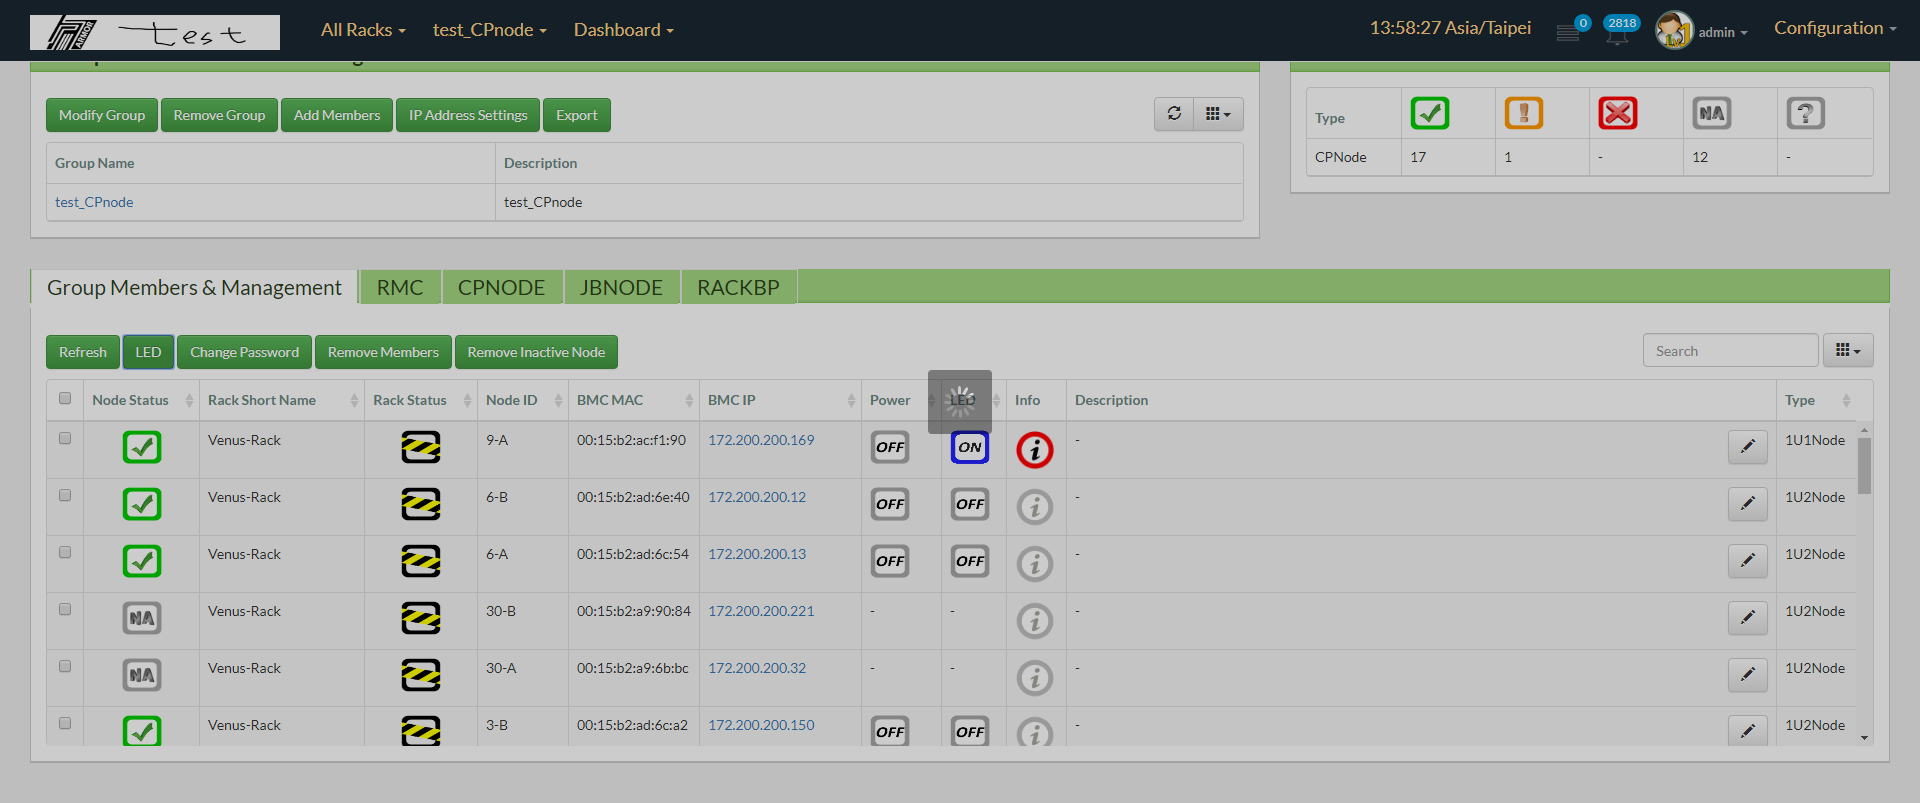 ARMOR test All Racks test_CPnode Dashboard 13:58:27 Asia/Taipei 0 2818 admin Configuration
Modify Group Remove Group Add Members IP Address Settings Export
Group Name Description
test_CPnode test_CPnode
Type ! NA ?
CPNode 17 1 - 12 -
Group Members & Management RMC CPNODE JBNODE RACKBP
Refresh LED Change Password Remove Members Remove Inactive Node Search
Node Status Rack Short Name Rack Status Node ID BMC MAC BMC IP Power LED Info Description Type
Venus-Rack 9-A 00:15:b2:ac:f1:90 172.200.200.169 OFF ON i - 1U1Node
Venus-Rack 6-B 00:15:b2:ad:6e:40 172.200.200.12 OFF OFF i - 1U2Node
Venus-Rack 6-A 00:15:b2:ad:6c:54 172.200.200.13 OFF OFF i - 1U2Node
NA Venus-Rack 30-B 00:15:b2:a9:90:84 172.200.200.221 - - i - 1U2Node
NA Venus-Rack 30-A 00:15:b2:a9:6b:bc 172.200.200.32 - - i - 1U2Node
Venus-Rack 3-B 00:15:b2:ad:6c:a2 172.200.200.150 OFF OFF i - 1U2Node